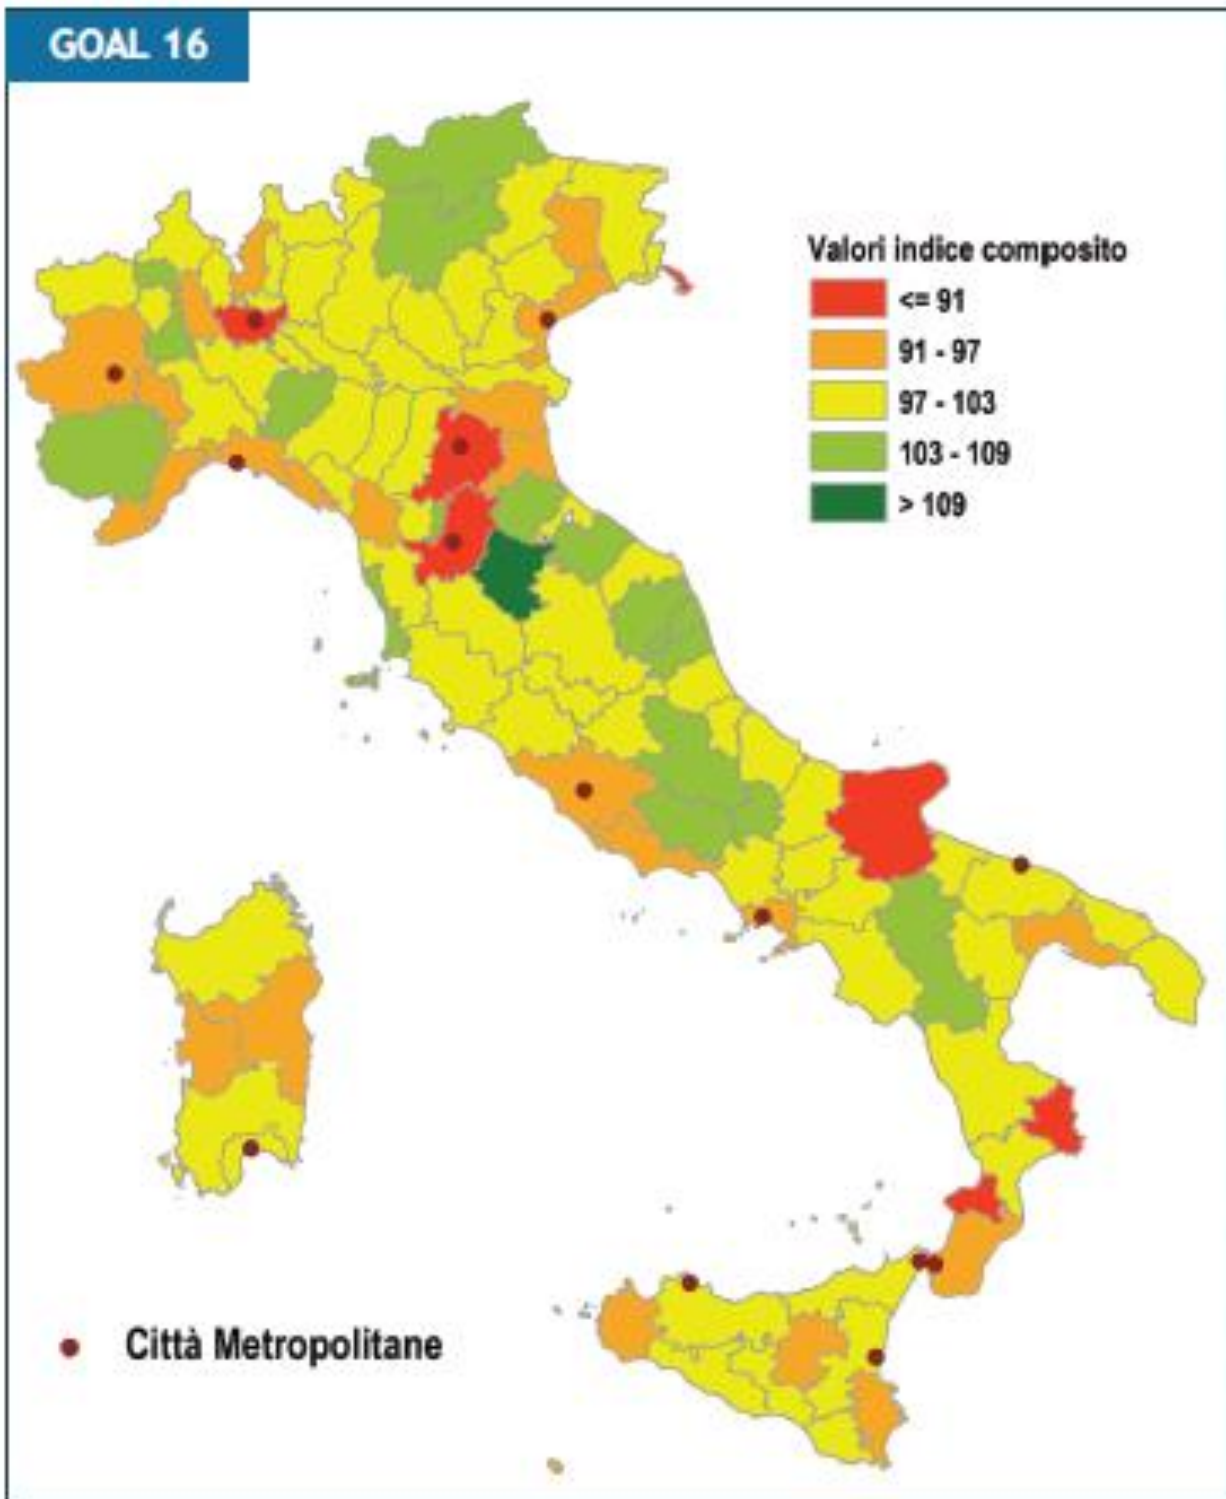 GOAL 16
Valori indice composito
<= 91
91 - 97
97 - 103
103 - 109
> 109
Città Metropolitane